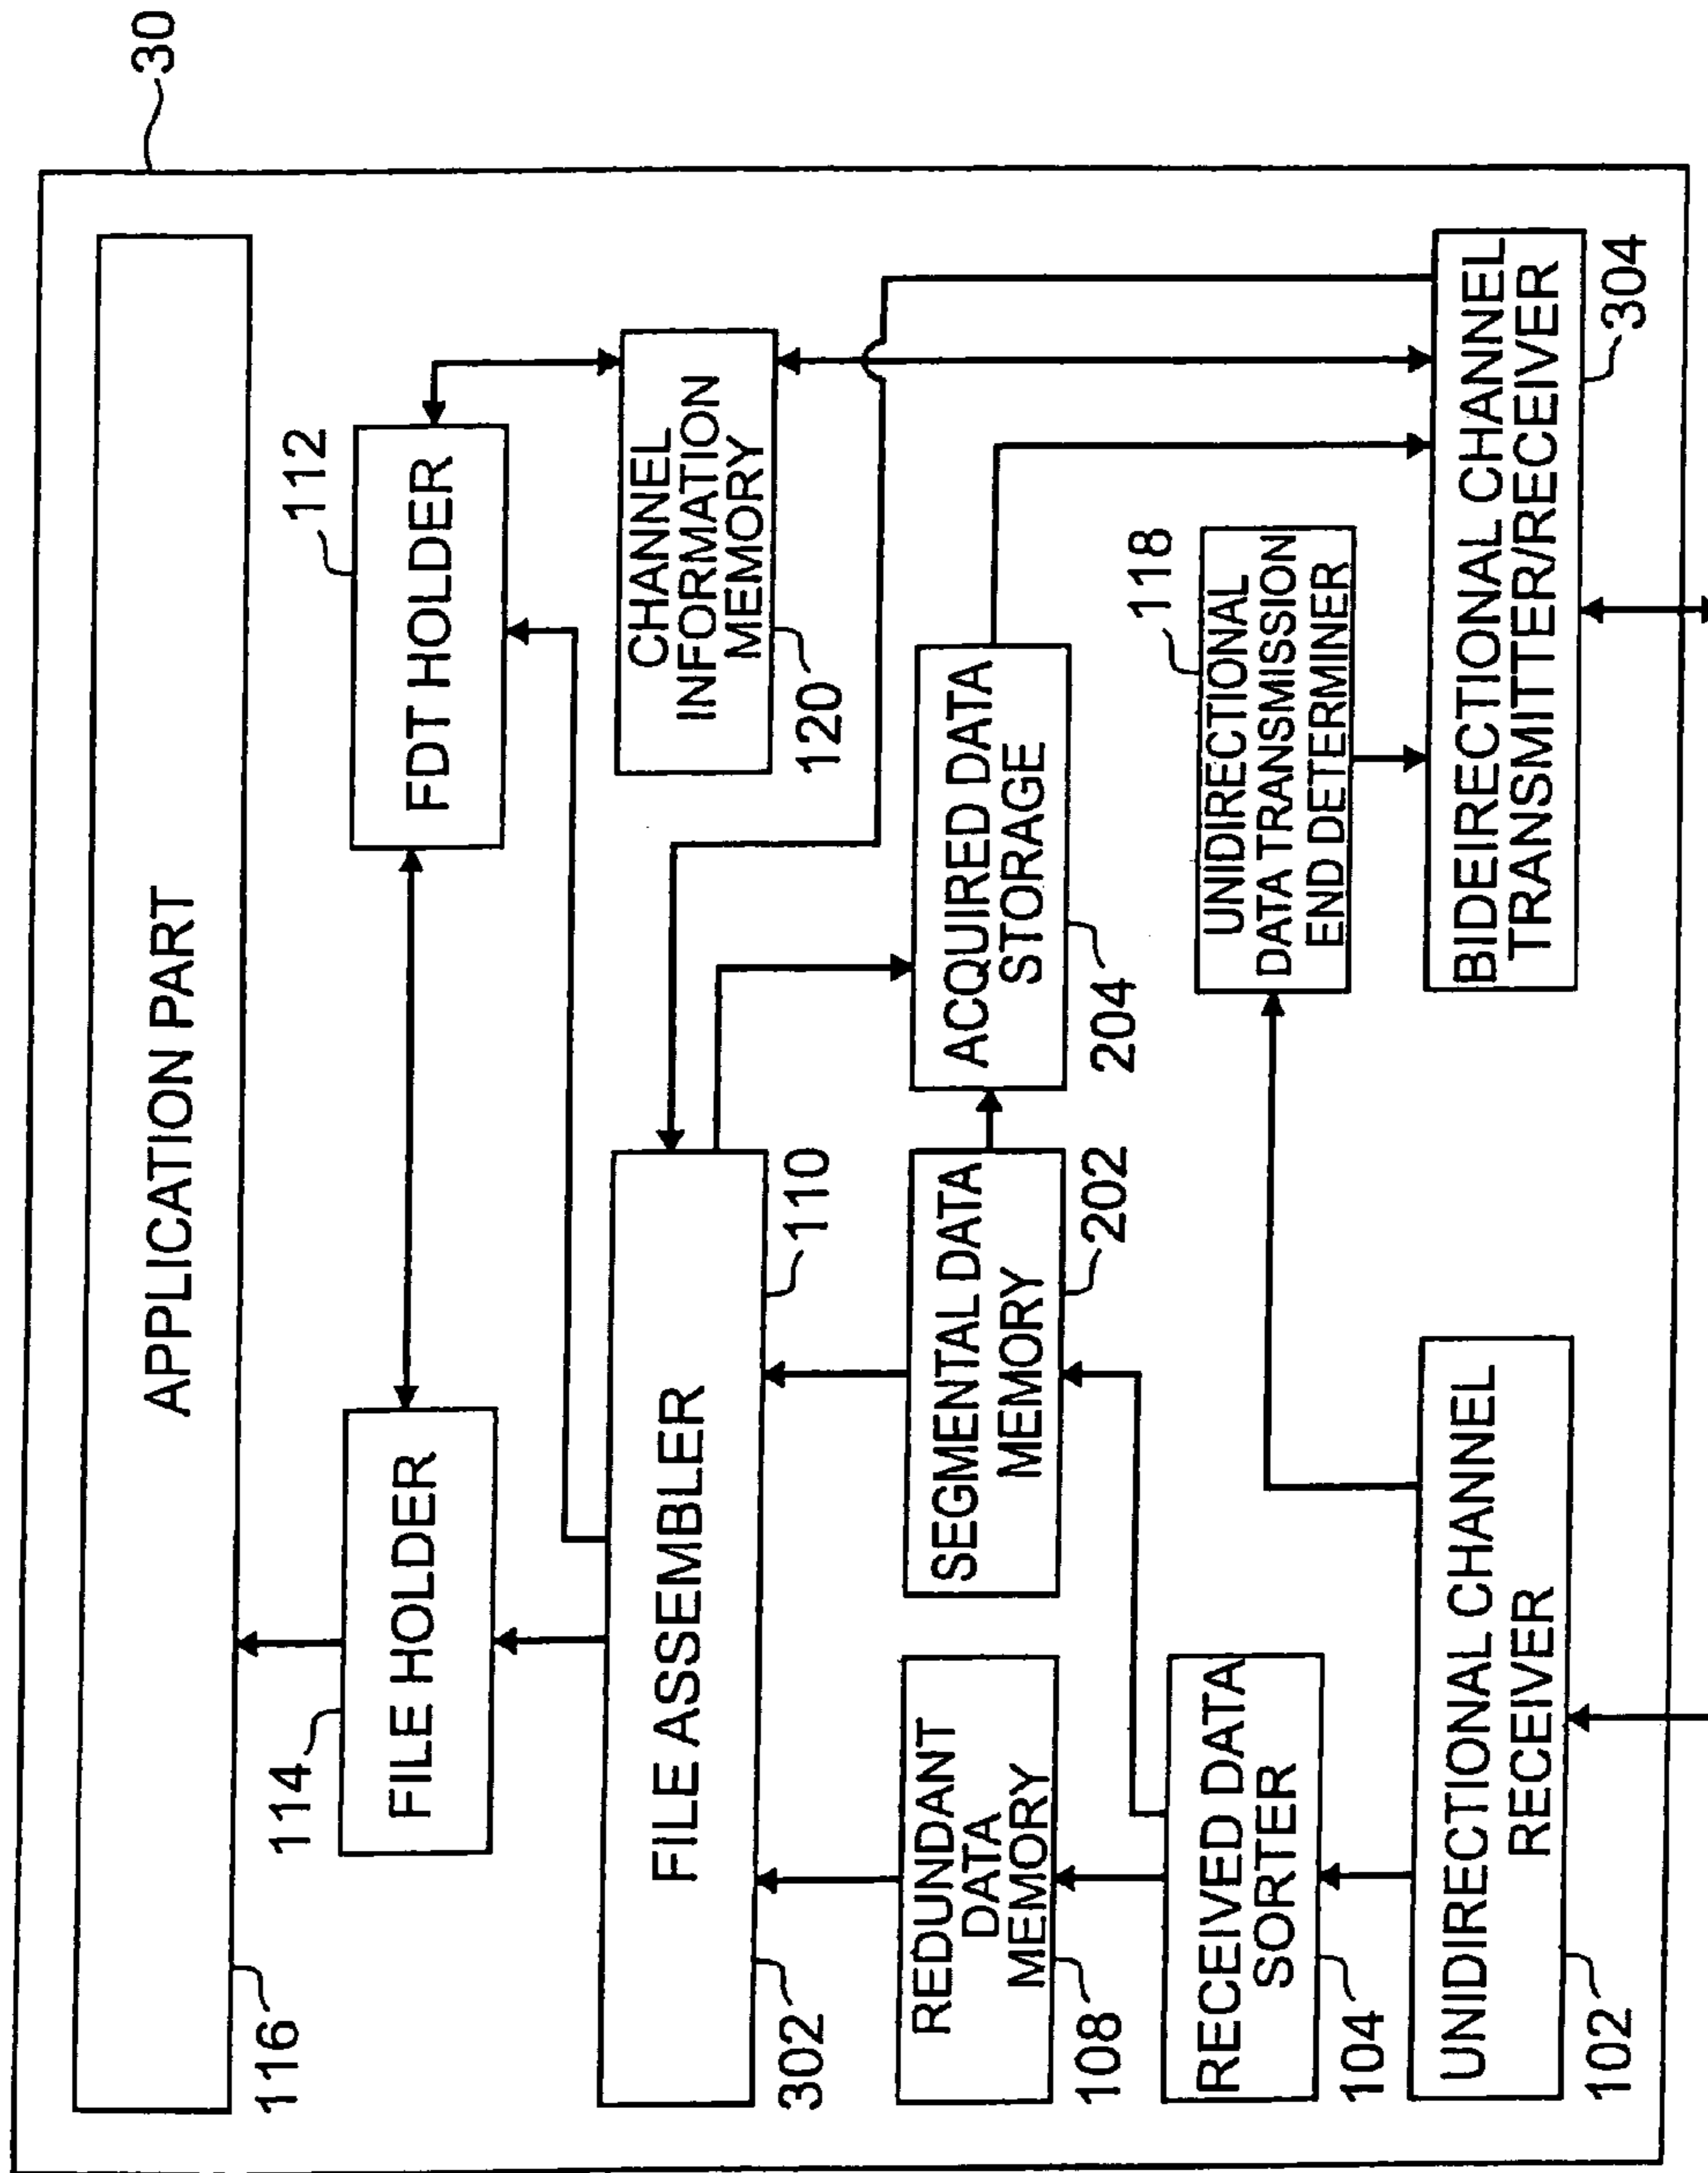 30
APPLICATION PART
116
114
FILE HOLDER
112
FDT HOLDER
FILE ASSEMBLER
302
110
CHANNEL
INFORMATION
MEMORY
120
REDUNDANT
DATA
MEMORY
108
SEGMENTAL DATA
MEMORY
202
ACQUIRED DATA
STORAGE
204
RECEIVED DATA
SORTER
104
118
UNIDIRECTIONAL
DATA TRANSMISSION
END DETERMINER
UNIDIRECTIONAL CHANNEL
RECEIVER
102
BIDEIRECTIONAL CHANNEL
TRANSMITTER/RECEIVER
304